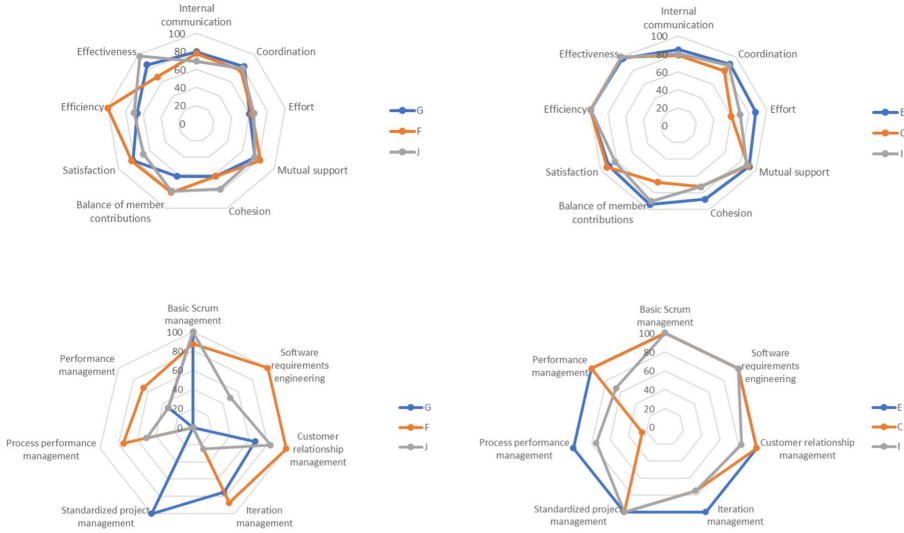 Internal
communication
100
80
60
40
20
0
Coordination
Effort
Mutual support
Cohesion
Balance of member
contributions
Satisfaction
Efficiency
Effectiveness
G
F
J
Internal
communication
100
80
60
40
20
0
Coordination
Effort
Mutual support
Cohesion
Balance of member
contributions
Satisfaction
Efficiency
Effectiveness
E
C
I
Basic Scrum
management
100
80
60
40
20
0
Software
requirements
engineering
Customer
relationship
management
Iteration
management
Standardized project
management
Process performance
management
Performance
management
G
F
J
Basic Scrum
management
100
80
60
40
20
0
Software
requirements
engineering
Customer relationship
management
Iteration
management
Standardized project
management
Process performance
management
Performance
management
E
C
I